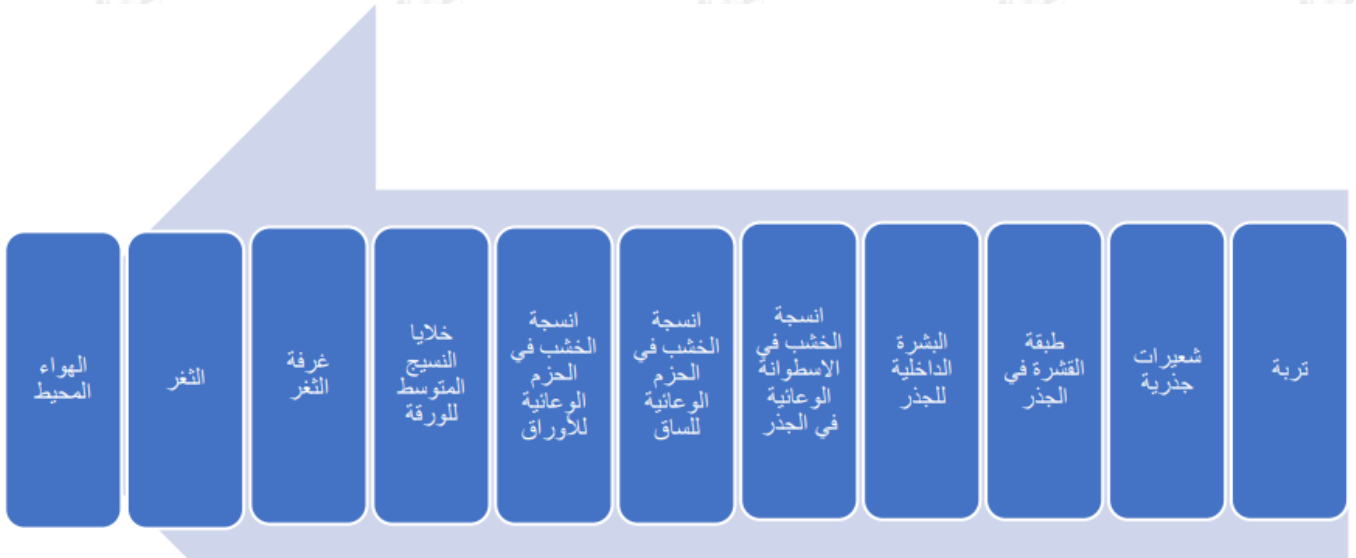 تربة
شعيرات
جذرية
طبقة
القشرة في
الجذر
البشرة
الداخلية
للجذر
انسجة
الخشب في
الاسطوانة
الوعائية
في الجذر
انسجة
الخشب في
الحزم
الوعائية
للساق
انسجة
الخشب في
الحزم
الوعائية
للأوراق
خلايا
النسيج
المتوسط
للورقة
غرفة
الثغر
الثغر
الهواء
المحيط